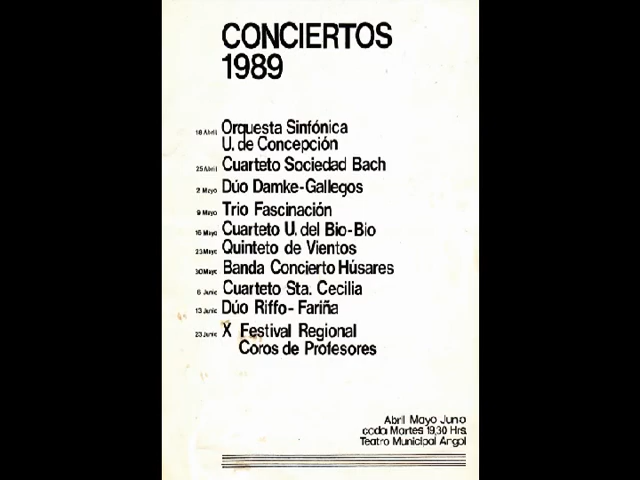 CONCIERTOS
1989
18 Abril Orquesta Sinfónica
U. de Concepción
25 Abril Cuarteto Sociedad Bach
2 Mayo Dúo Damke-Gallegos
9 Mayo Trio Fascinación
16 Mayo Cuarteto U. del Bio-Bio
23 Mayo Quinteto de Vientos
30 Mayo Banda Concierto Húsares
6 Junio Cuarteto Sta. Cecilia
13 Junio Dúo Riffo- Fariña
23 Junio X Festival Regional
Coros de Profesores
Abril Mayo Junio
cada Martes 19,30 Hrs.
Teatro Municipal Angol